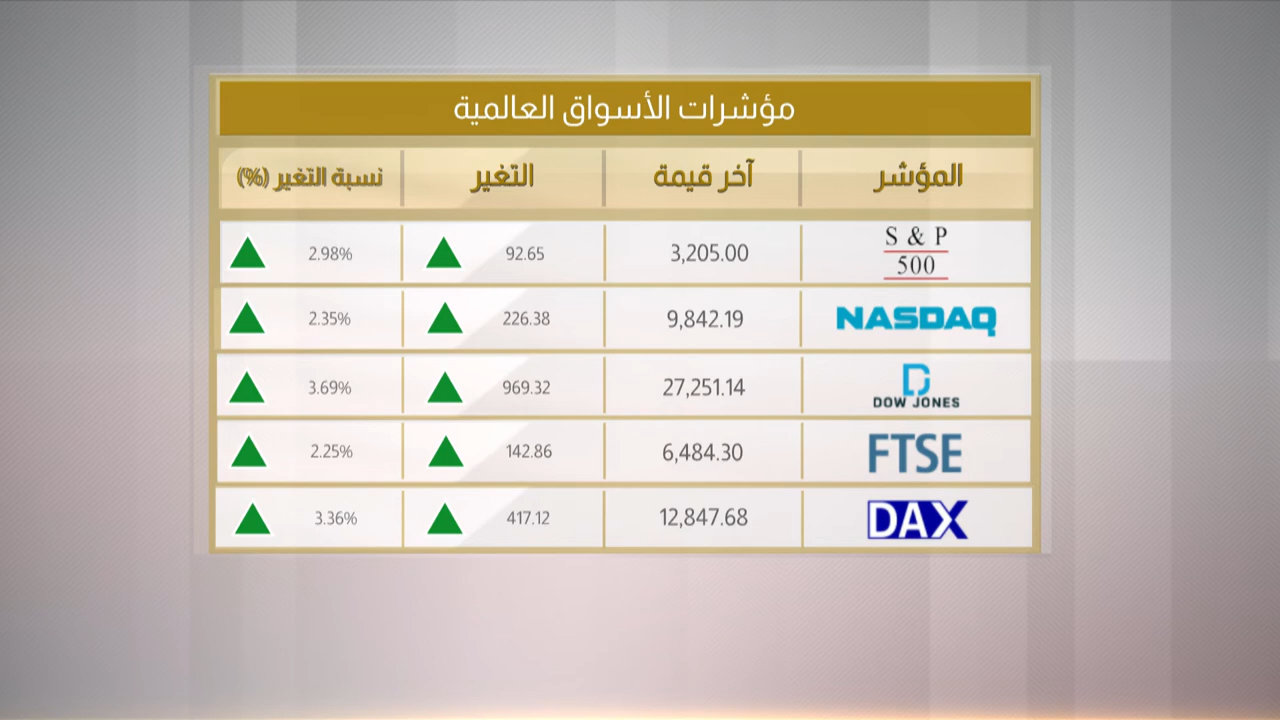 مؤشرات الأسواق العالمية
المؤشر آخر قيمة التغير نسبة التغير (%)
S & P 500 3,205.00 92.65 2.98%
NASDAQ 9,842.19 226.38 2.35%
DOW JONES 27,251.14 969.32 3.69%
FTSE 6,484.30 142.86 2.25%
DAX 12,847.68 417.12 3.36%